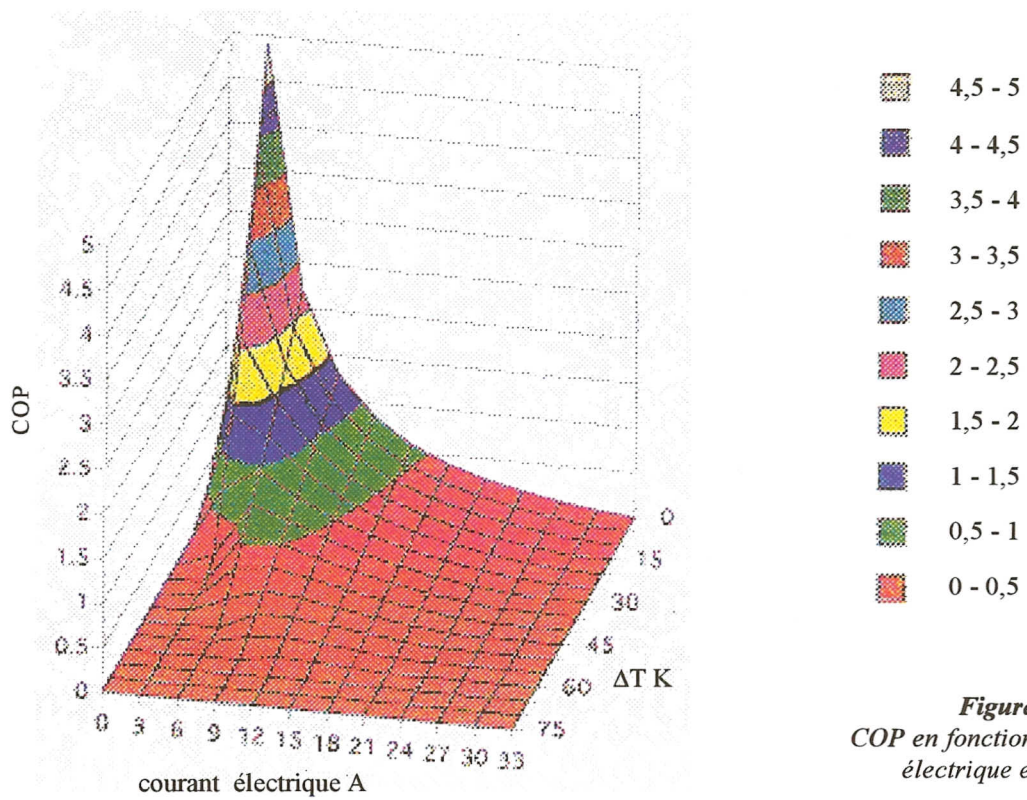 5
4.5
4
3.5
3
2.5
2
1.5
1
0.5
0
COP
0 3 6 9 12 15 18 21 24 27 30 33
courant électrique A
0
15
30
45
60
75
ΔT K
4,5 - 5
4 - 4,5
3,5 - 4
3 - 3,5
2,5 - 3
2 - 2,5
1,5 - 2
1 - 1,5
0,5 - 1
0 - 0,5
Figure
COP en fonction
électrique e